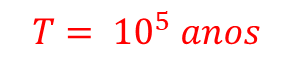 T = 10⁵ anos